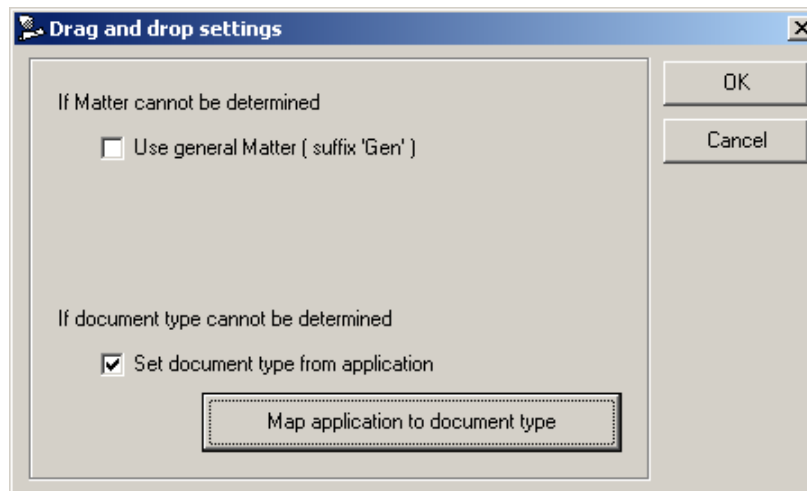 Drag and drop settings
If Matter cannot be determined
Use general Matter ( suffix 'Gen' )
If document type cannot be determined
Set document type from application
Map application to document type
OK
Cancel